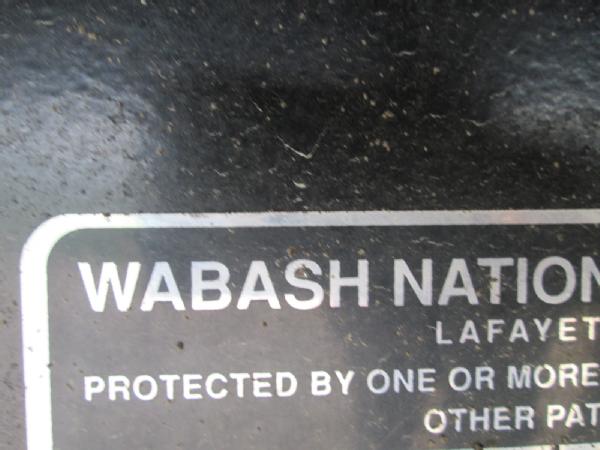 WABASH NATION
LAFAYET
PROTECTED BY ONE OR MORE
OTHER PAT